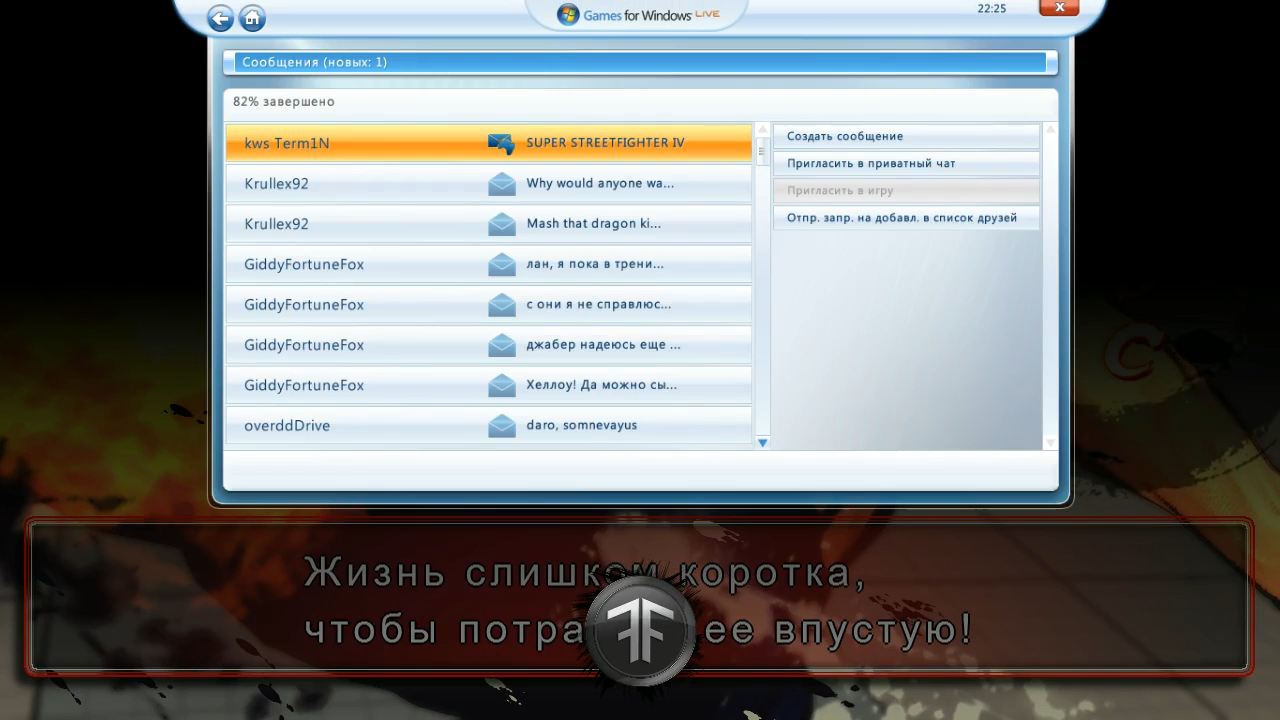 Games for Windows LIVE
22:25
Сообщения (новых: 1)
82% завершено
kws Term1N SUPER STREETFIGHTER IV
Krullex92 Why would anyone wa...
Krullex92 Mash that dragon ki...
GiddyFortuneFox лан, я пока в трени...
GiddyFortuneFox с они я не справлюс...
GiddyFortuneFox джабер надеюсь еще ...
GiddyFortuneFox Хеллоу! Да можно сы...
overddDrive daro, somnevayus
Создать сообщение
Пригласить в приватный чат
Пригласить в игру
Отпр. запр. на добавл. в список друзей
Жизнь слишком коротка,
чтобы потра ее впустую!